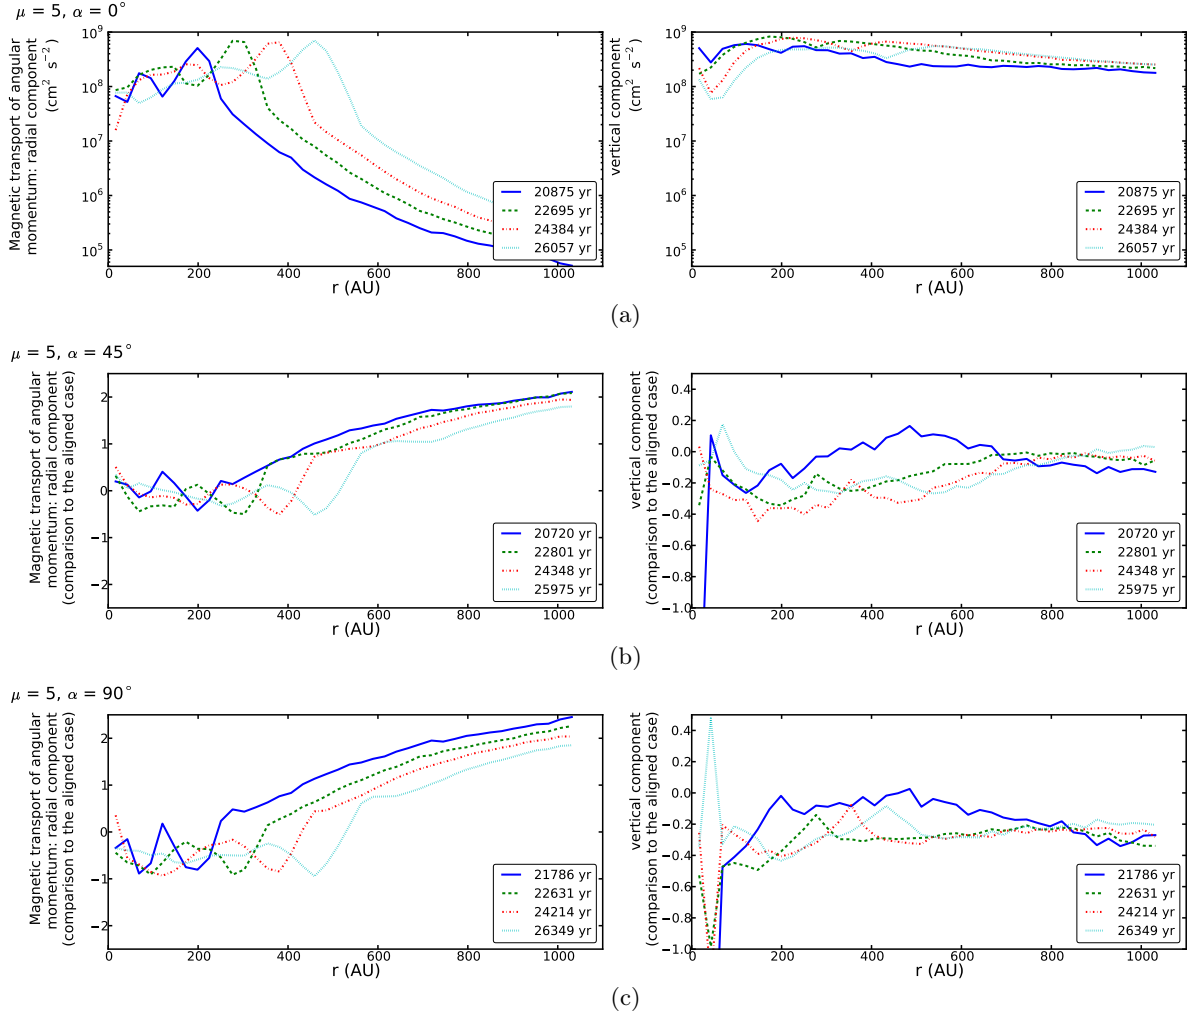 μ = 5, α = 0°
Magnetic transport of angular
momentum: radial component
(cm² s⁻²)
10⁹
10⁸
10⁷
10⁶
10⁵
0
200
400
600
800
1000
r (AU)
20875 yr
22695 yr
24384 yr
26057 yr
vertical component
(cm² s⁻²)
10⁹
10⁸
10⁷
10⁶
10⁵
0
200
400
600
800
1000
r (AU)
20875 yr
22695 yr
24384 yr
26057 yr
(a)
μ = 5, α = 45°
Magnetic transport of angular
momentum: radial component
(comparison to the aligned case)
2
1
0
−1
−2
0
200
400
600
800
1000
r (AU)
20720 yr
22801 yr
24348 yr
25975 yr
vertical component
(comparison to the aligned case)
0.4
0.2
0.0
−0.2
−0.4
−0.6
−0.8
−1.0
0
200
400
600
800
1000
r (AU)
20720 yr
22801 yr
24348 yr
25975 yr
(b)
μ = 5, α = 90°
Magnetic transport of angular
momentum: radial component
(comparison to the aligned case)
2
1
0
−1
−2
0
200
400
600
800
1000
r (AU)
21786 yr
22631 yr
24214 yr
26349 yr
vertical component
(comparison to the aligned case)
0.4
0.2
0.0
−0.2
−0.4
−0.6
−0.8
−1.0
0
200
400
600
800
1000
r (AU)
21786 yr
22631 yr
24214 yr
26349 yr
(c)